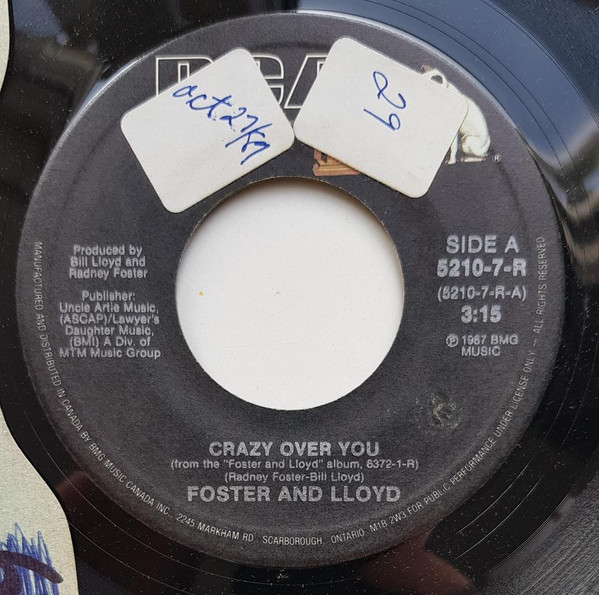 RCA
oct. 27/87
29
Produced by
Bill Lloyd and
Radney Foster
Publisher:
Uncle Artie Music,
(ASCAP)/Lawyer's
Daughter Music,
(BMI) A Div. of
MTM Music Group
SIDE A
5210-7-R
(5210-7-R-A)
3:15
℗ 1987 BMG
MUSIC
®
CRAZY OVER YOU
(from the "Foster and Lloyd" album, 6372-1-R)
(Radney Foster-Bill Lloyd)
FOSTER AND LLOYD
MANUFACTURED AND DISTRIBUTED IN CANADA BY BMG MUSIC CANADA INC., 2245 MARKHAM RD., SCARBOROUGH, ONTARIO, M1B 2W3 FOR PUBLIC PERFORMANCE UNDER LICENSE ONLY — ALL RIGHTS RESERVED